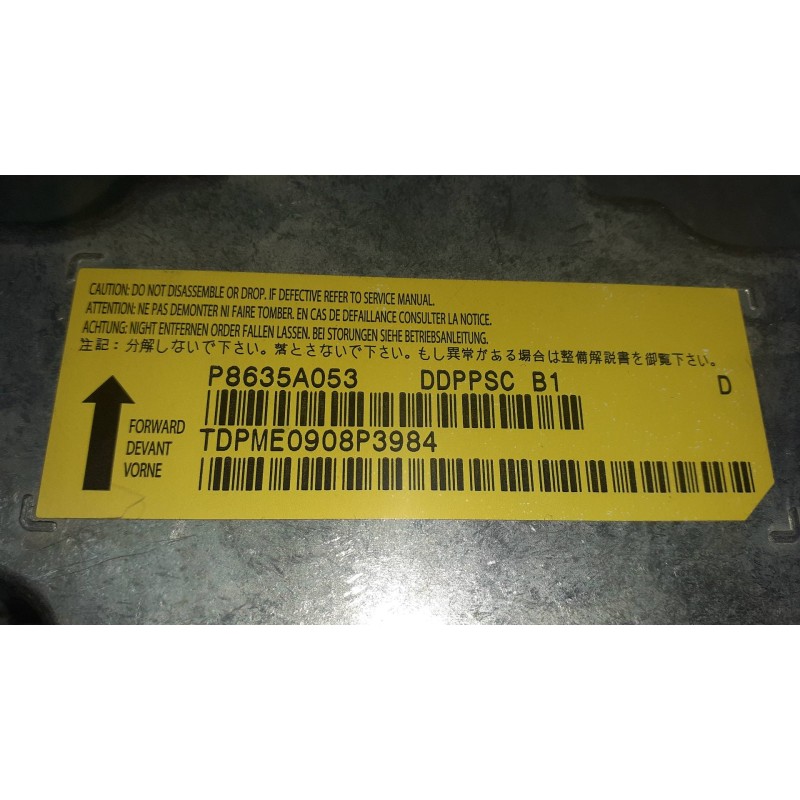 CAUTION: DO NOT DISASSEMBLE OR DROP. IF DEFECTIVE REFER TO SERVICE MANUAL.
ATTENTION: NE PAS DEMONTER NI FAIRE TOMBER. EN CAS DE DEFAILLANCE CONSULTER LA NOTICE.
ACHTUNG: NIGHT ENTFERNEN ORDER FALLEN LASSEN. BEI STORUNGEN SIEHE BETRIEBSANLEITUNG.
注記：分解しないで下さい。落とさないで下さい。もし異常がある場合は整備解説書を御覧下さい。
P8635A053 DDPPSC B1 D
TDPME0908P3984
FORWARD
DEVANT
VORNE